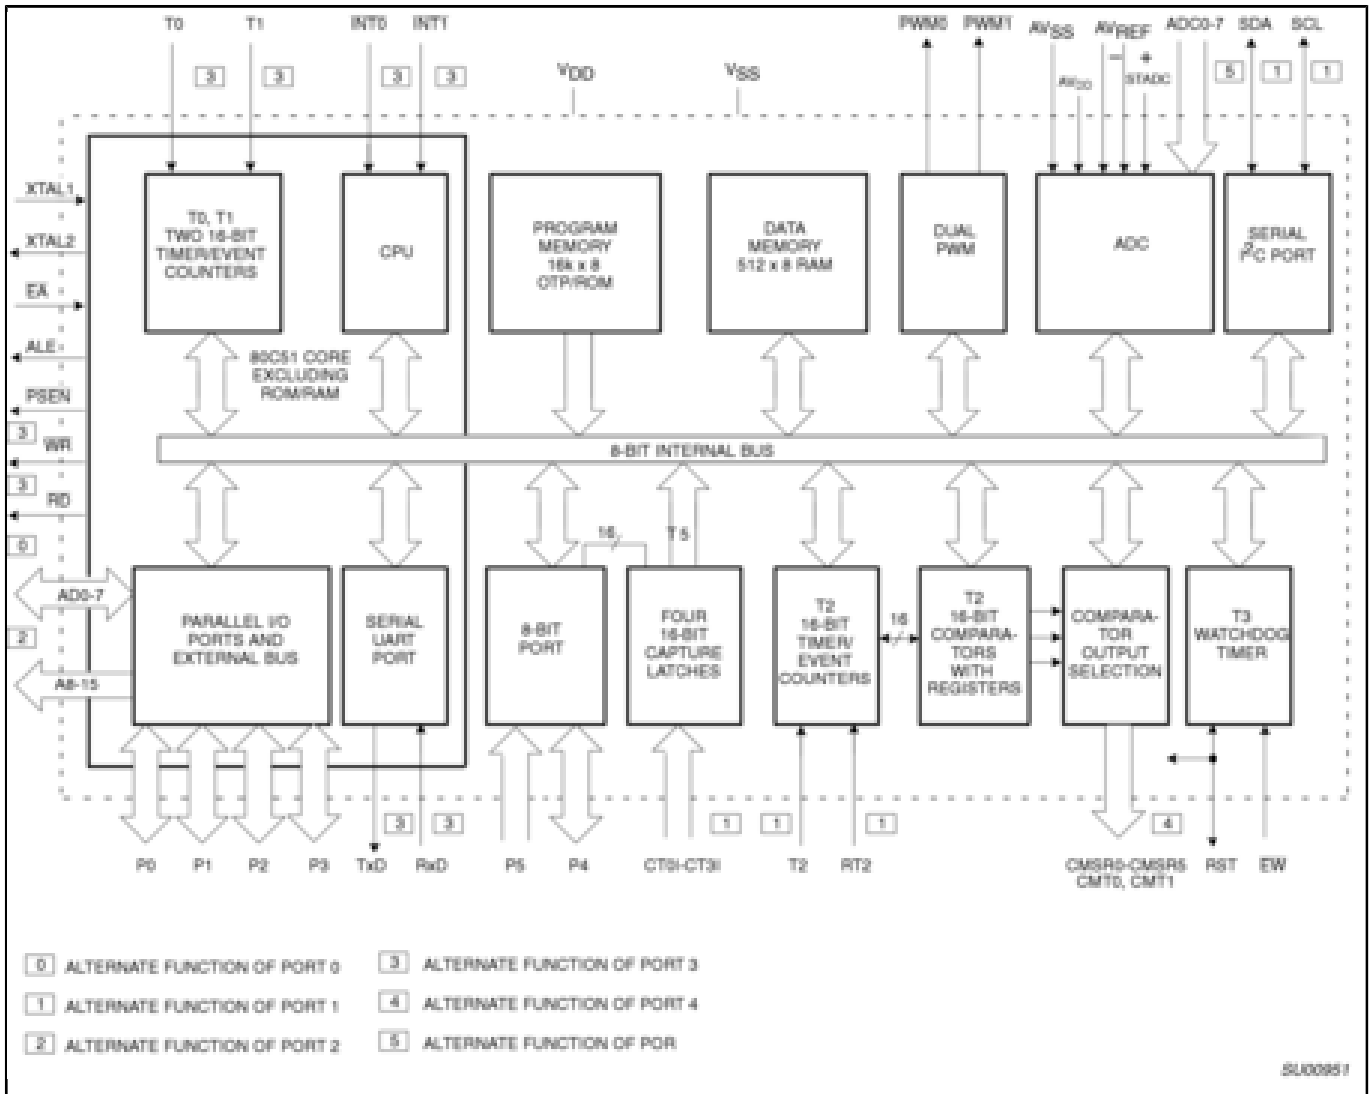 T0 T1 INT0 INT1 PWM0 PWM1 AVSS AVREF ADC0-7 SDA SCL
3 3 3 3 VDD VSS − + 5 1 1
AVDD STADC
XTAL1
XTAL2
EA
ALE
PSEN
3
WR
3
RD
0
AD0-7
2
A8-15
T0, T1
TWO 16-BIT
TIMER/EVENT
COUNTERS
CPU
PROGRAM
MEMORY
16k x 8
OTP/ROM
DATA
MEMORY
512 x 8 RAM
DUAL
PWM
ADC
SERIAL
I2C PORT
80C51 CORE
EXCLUDING
ROM/RAM
8-BIT INTERNAL BUS
16
T 5
PARALLEL I/O
PORTS AND
EXTERNAL BUS
SERIAL
UART
PORT
8-BIT
PORT
FOUR
16-BIT
CAPTURE
LATCHES
T2
16-BIT
TIMER/
EVENT
COUNTERS
16
T2
16-BIT
COMPARA-
TORS
WITH
REGISTERS
COMPARA-
TOR
OUTPUT
SELECTION
T3
WATCHDOG
TIMER
3 3 1 1 1 4
P0 P1 P2 P3 TxD RxD P5 P4 CT0I-CT3I T2 RT2 CMSR0-CMSR5 RST EW
CMT0, CMT1
0 ALTERNATE FUNCTION OF PORT 0
1 ALTERNATE FUNCTION OF PORT 1
2 ALTERNATE FUNCTION OF PORT 2
3 ALTERNATE FUNCTION OF PORT 3
4 ALTERNATE FUNCTION OF PORT 4
5 ALTERNATE FUNCTION OF POR
SU00951